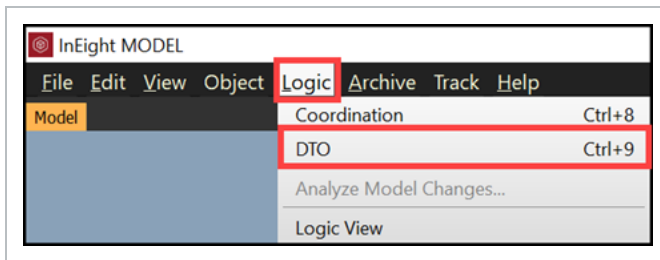 InEight MODEL
File Edit View Object Logic Archive Track Help
Model
Coordination Ctrl+8
DTO Ctrl+9
Analyze Model Changes...
Logic View